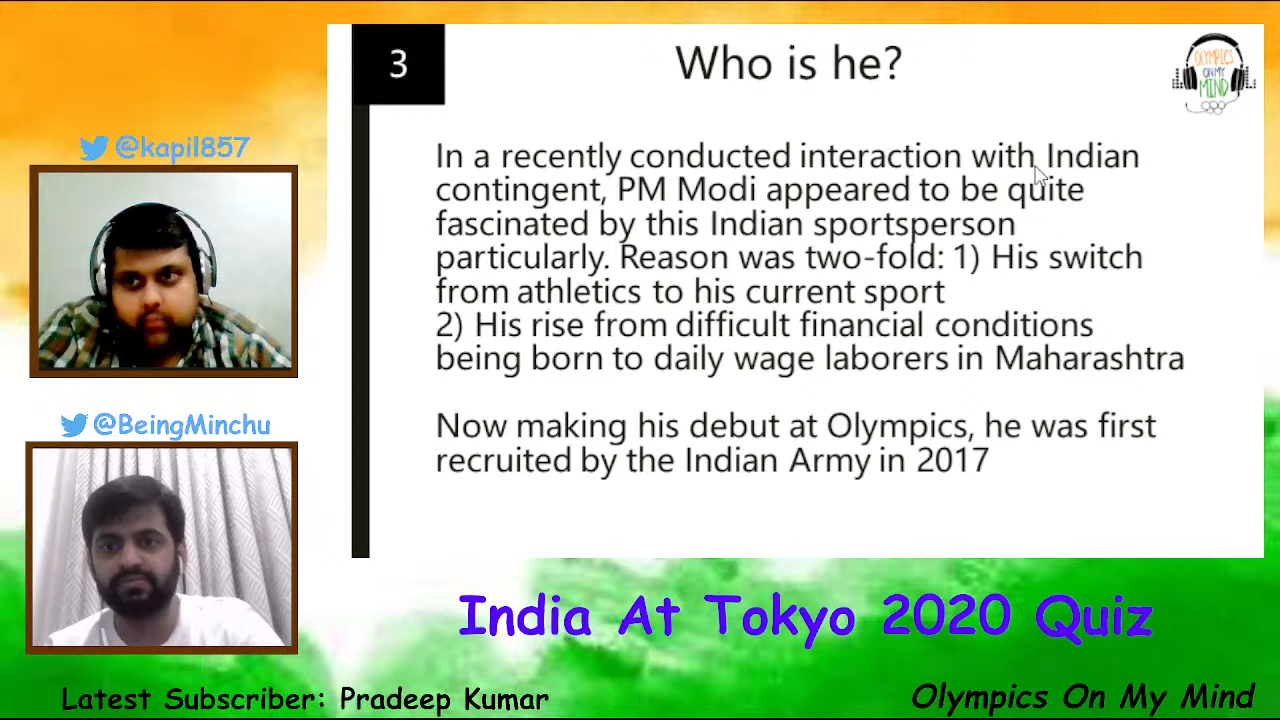 3
Who is he?
OLYMPICS
ON MY
MIND
@kapil857
In a recently conducted interaction with Indian
contingent, PM Modi appeared to be quite
fascinated by this Indian sportsperson
particularly. Reason was two-fold: 1) His switch
from athletics to his current sport
2) His rise from difficult financial conditions
being born to daily wage laborers in Maharashtra
Now making his debut at Olympics, he was first
recruited by the Indian Army in 2017
@BeingMinchu
India At Tokyo 2020 Quiz
Latest Subscriber: Pradeep Kumar
Olympics On My Mind